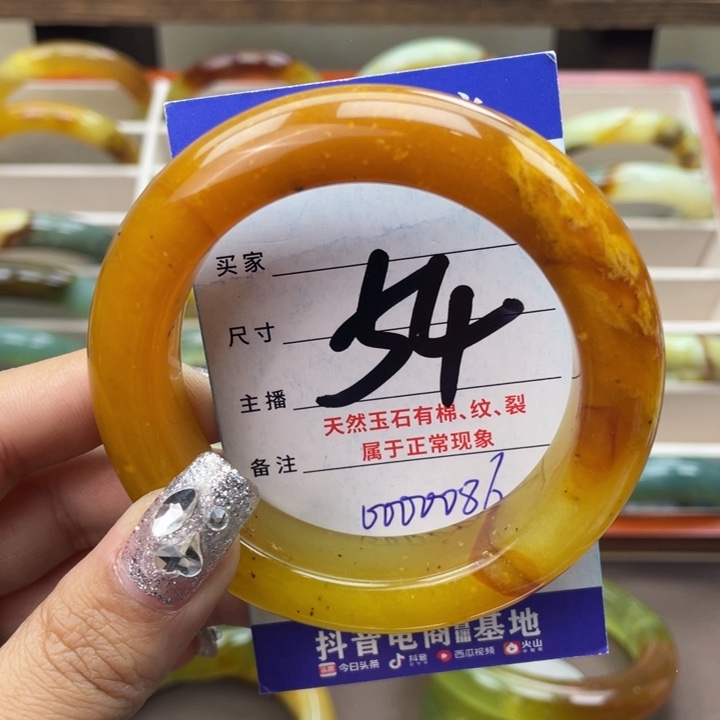 买家
54
尺寸
主播
天然玉石有棉、纹、裂
属于正常现象
备注
00000086
抖音电商直播基地
今日头条 抖音 西瓜视频 火山